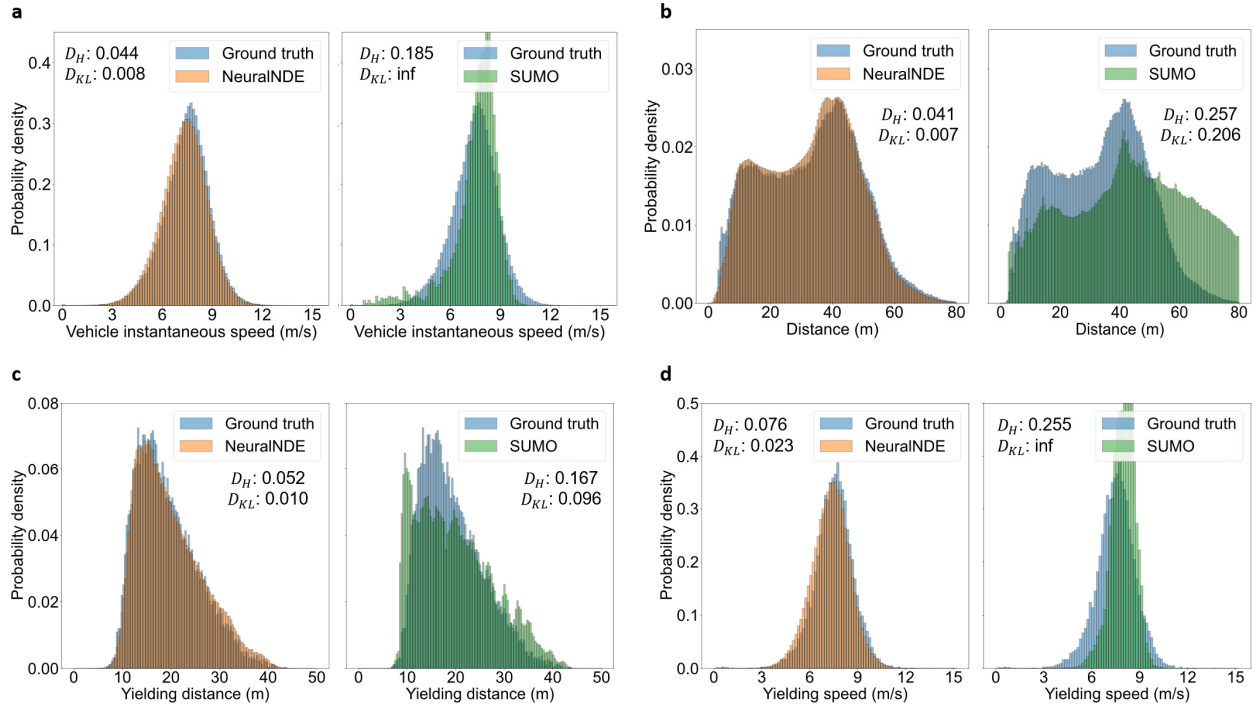 a
D_H: 0.044
D_KL: 0.008
Ground truth
NeuralNDE
D_H: 0.185
D_KL: inf
Ground truth
SUMO
Probability density
0.4
0.3
0.2
0.1
0.0
0 3 6 9 12 15
Vehicle instantaneous speed (m/s)
0 3 6 9 12 15
Vehicle instantaneous speed (m/s)
b
Ground truth
NeuralNDE
D_H: 0.041
D_KL: 0.007
Ground truth
SUMO
D_H: 0.257
D_KL: 0.206
Probability density
0.03
0.02
0.01
0.00
0 20 40 60 80
Distance (m)
0 20 40 60 80
Distance (m)
c
Ground truth
NeuralNDE
D_H: 0.052
D_KL: 0.010
Ground truth
SUMO
D_H: 0.167
D_KL: 0.096
Probability density
0.08
0.06
0.04
0.02
0.00
0 10 20 30 40 50
Yielding distance (m)
0 10 20 30 40 50
Yielding distance (m)
d
D_H: 0.076
D_KL: 0.023
Ground truth
NeuralNDE
D_H: 0.255
D_KL: inf
Ground truth
SUMO
Probability density
0.5
0.4
0.3
0.2
0.1
0.0
0 3 6 9 12 15
Yielding speed (m/s)
0 3 6 9 12 15
Yielding speed (m/s)